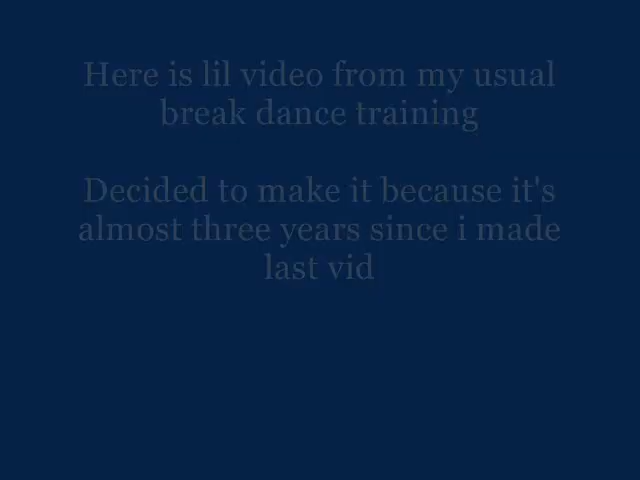 Here is lil video from my usual
break dance training
Decided to make it because it's
almost three years since i made
last vid